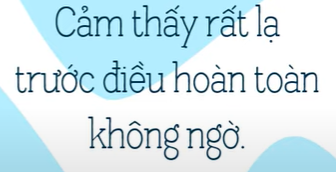 Cảm thấy rất lạ
trước điều hoàn toàn
không ngờ.